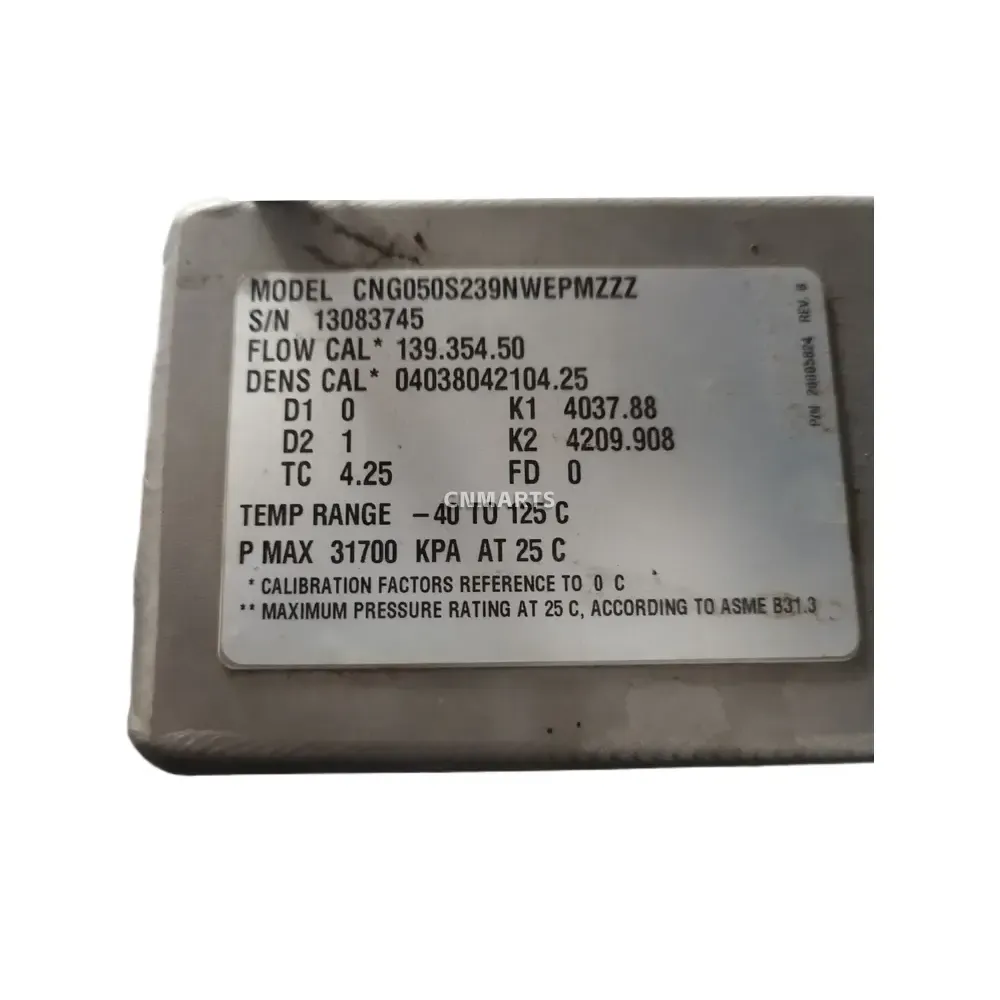 MODEL CNG050S239NWEPMZZZ
S/N 13083745
FLOW CAL* 139.354.50
DENS CAL* 04038042104.25
D1 0 K1 4037.88
D2 1 K2 4209.908
TC 4.25 FD 0
CNMARTS
TEMP RANGE -40 TO 125 C
P MAX 31700 KPA AT 25 C
* CALIBRATION FACTORS REFERENCE TO 0 C
** MAXIMUM PRESSURE RATING AT 25 C, ACCORDING TO ASME B31.3
P/N REV. B